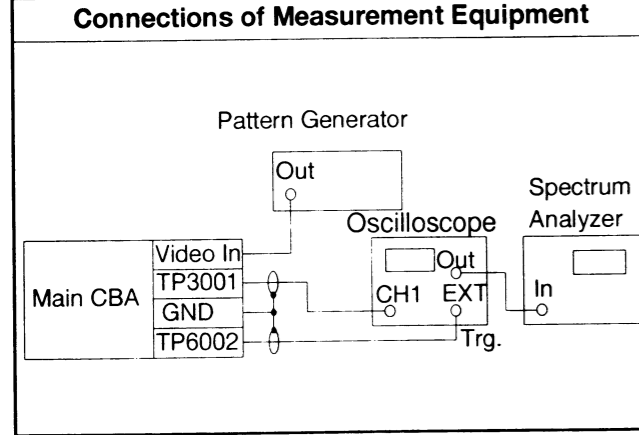 Connections of Measurement Equipment
Pattern Generator
Out
Spectrum
Analyzer
Oscilloscope
Main CBA
Video In
TP3001
GND
TP6002
Out
CH1 EXT
Trg.
In